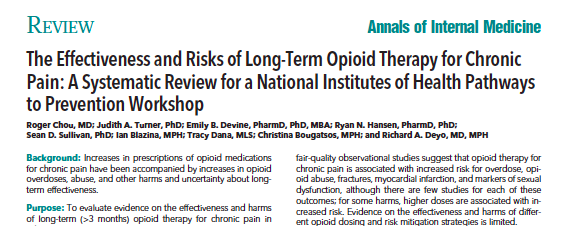 REVIEW
Annals of Internal Medicine
The Effectiveness and Risks of Long-Term Opioid Therapy for Chronic
Pain: A Systematic Review for a National Institutes of Health Pathways
to Prevention Workshop
Roger Chou, MD; Judith A. Turner, PhD; Emily B. Devine, PharmD, PhD, MBA; Ryan N. Hansen, PharmD, PhD;
Sean D. Sullivan, PhD; Ian Blazina, MPH; Tracy Dana, MLS; Christina Bougatsos, MPH; and Richard A. Deyo, MD, MPH
Background: Increases in prescriptions of opioid medications
for chronic pain have been accompanied by increases in opioid
overdoses, abuse, and other harms and uncertainty about long-
term effectiveness.
Purpose: To evaluate evidence on the effectiveness and harms
of long-term (>3 months) opioid therapy for chronic pain in
fair-quality observational studies suggest that opioid therapy for
chronic pain is associated with increased risk for overdose, opi-
oid abuse, fractures, myocardial infarction, and markers of sexual
dysfunction, although there are few studies for each of these
outcomes; for some harms, higher doses are associated with in-
creased risk. Evidence on the effectiveness and harms of differ-
ent opioid dosing and risk mitigation strategies is limited.